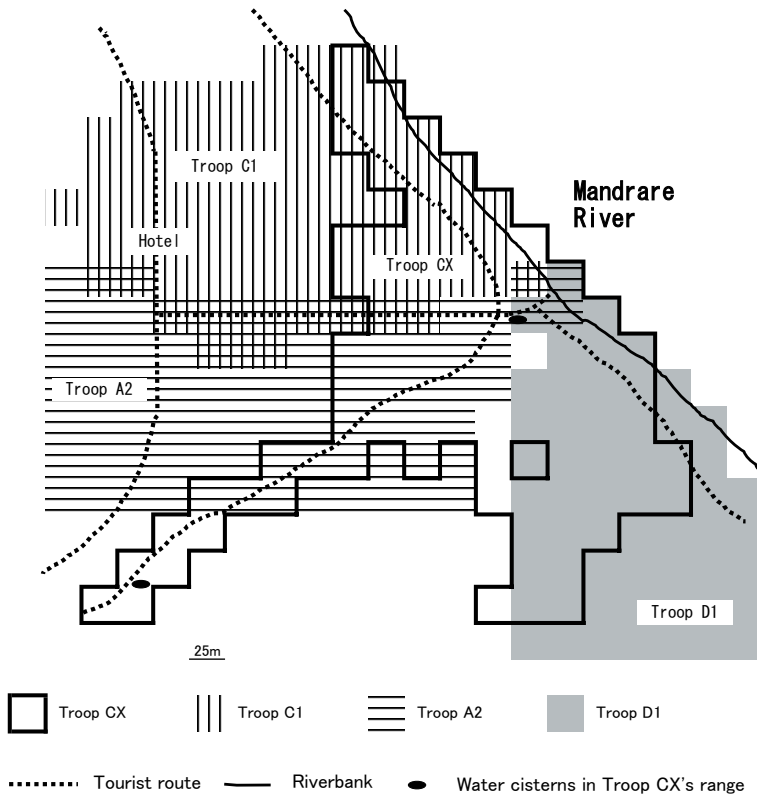 Troop C1
Mandrare
River
Hotel
Troop CX
Troop A2
Troop D1
25m
Troop CX
Troop C1
Troop A2
Troop D1
Tourist route
Riverbank
Water cisterns in Troop CX's range